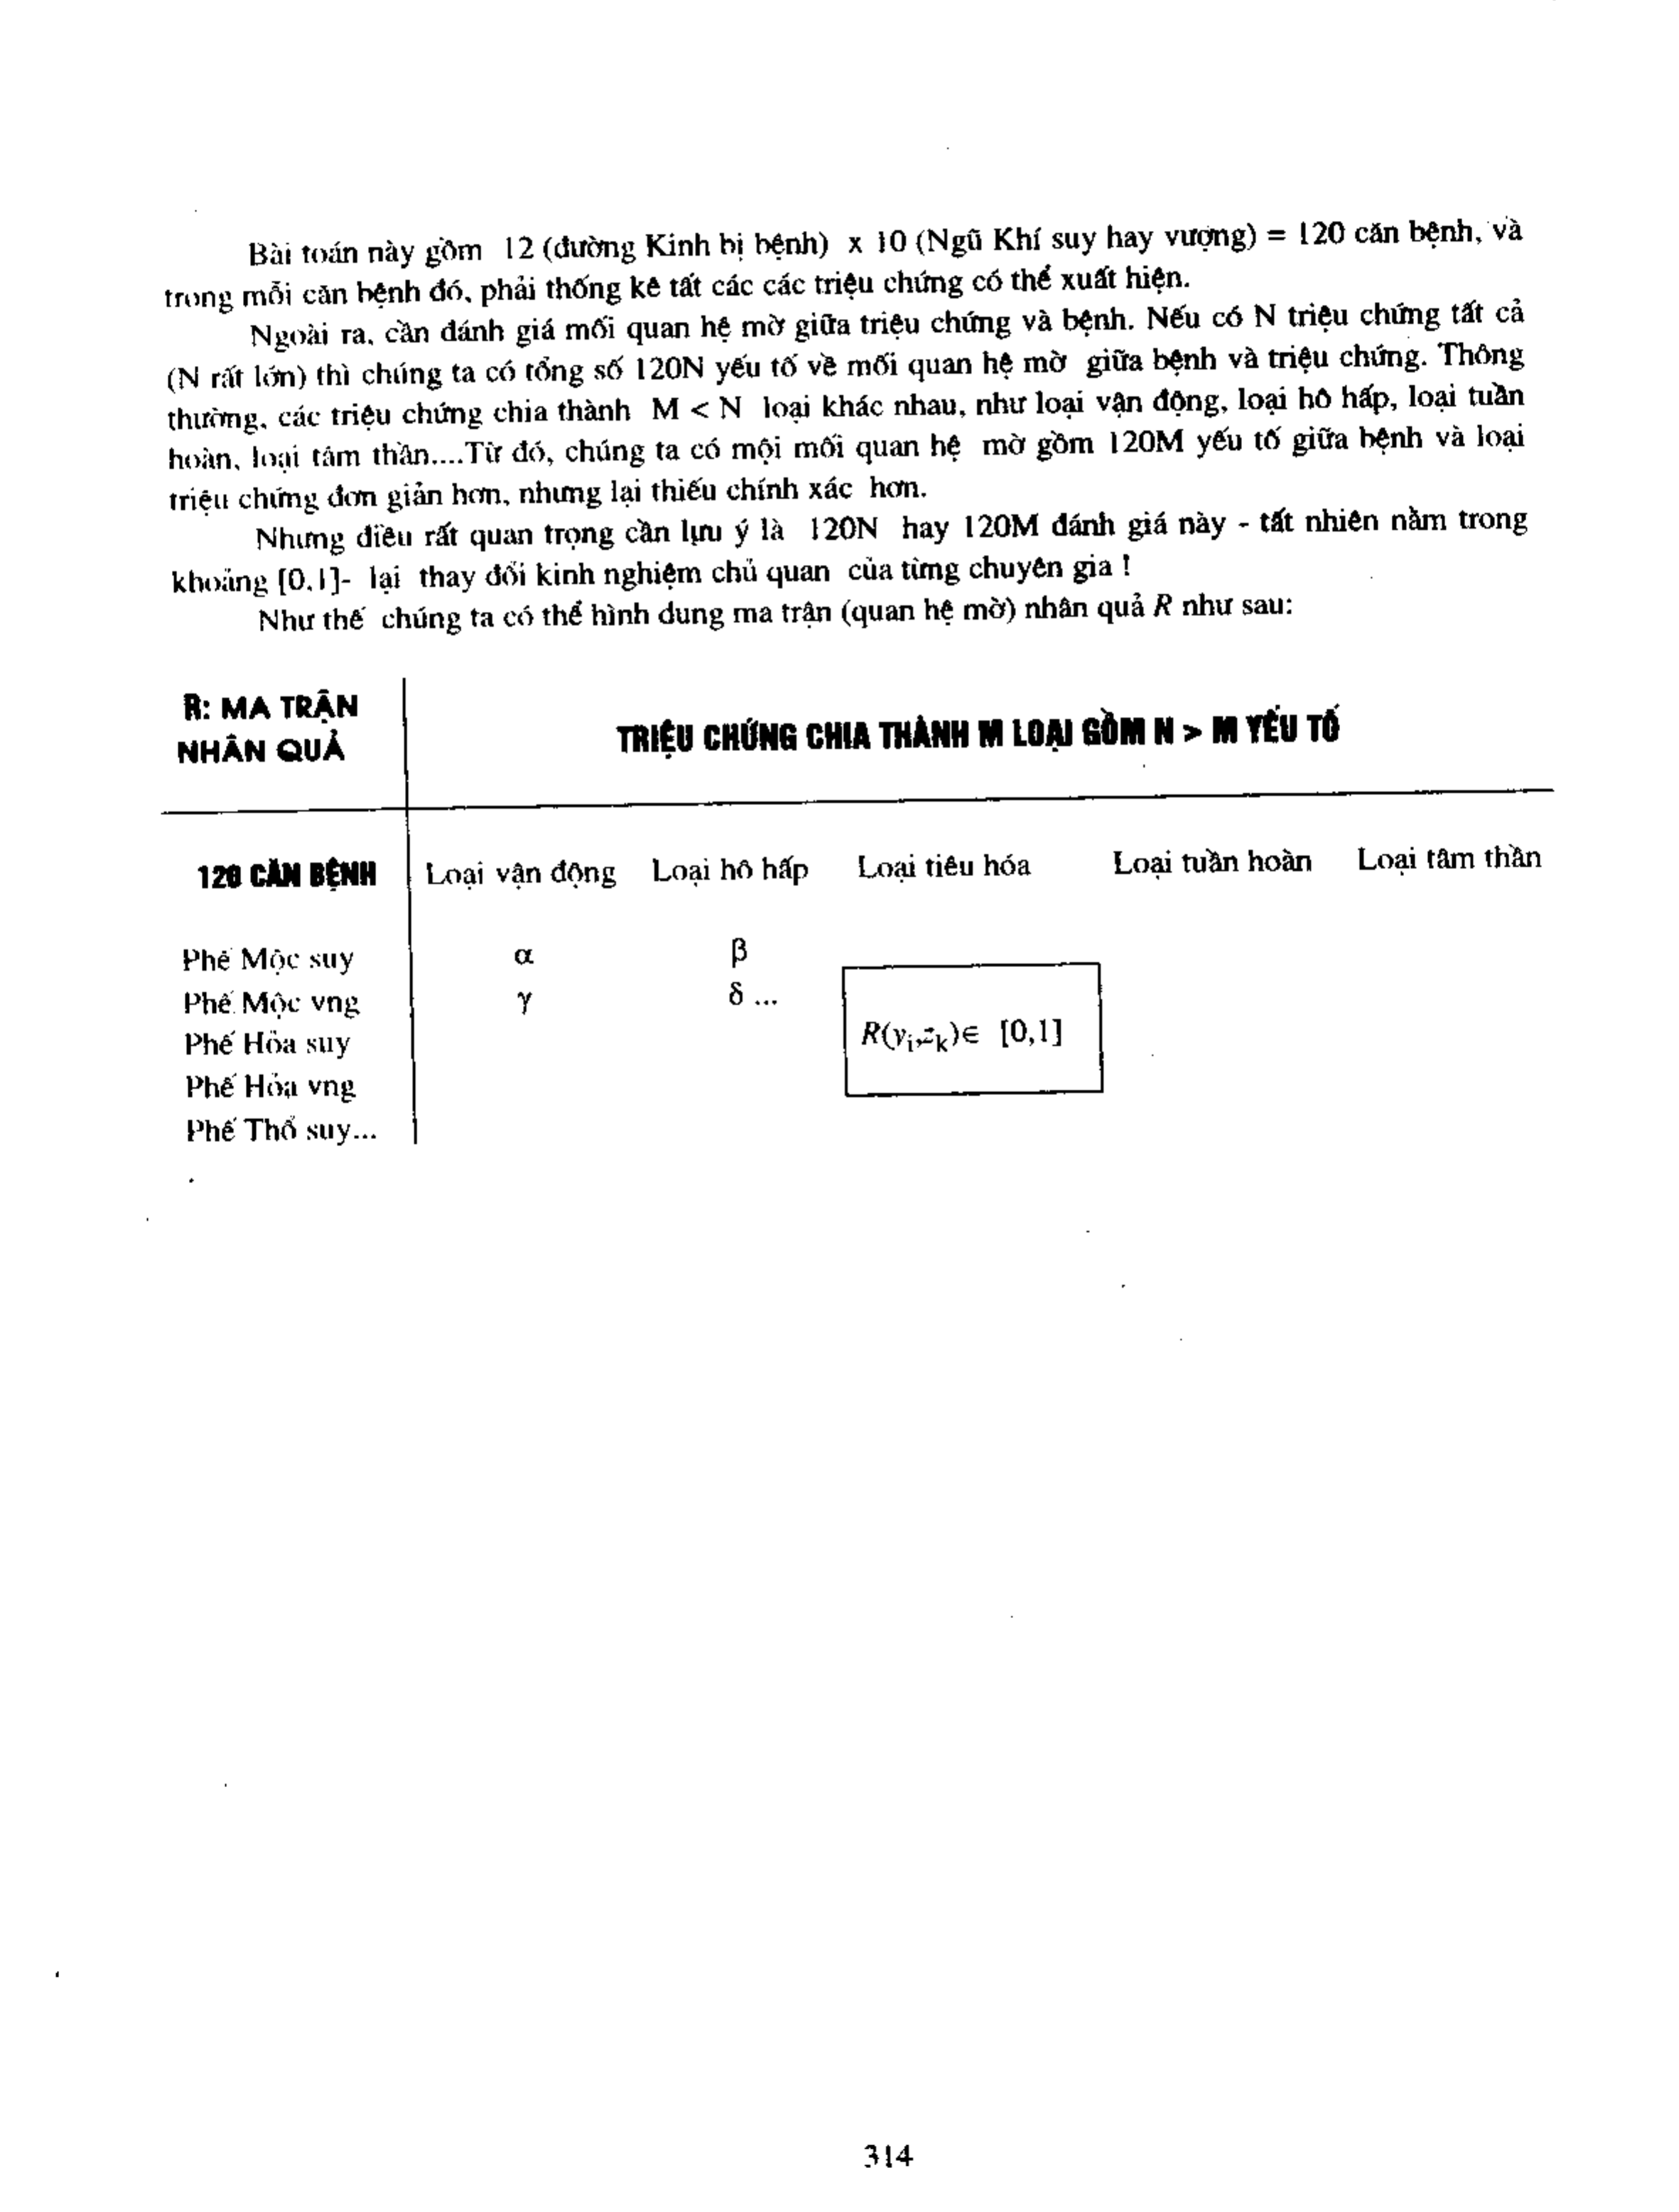 Bài toán này gồm 12 (đường Kinh bị bệnh) x 10 (Ngũ Khí suy hay vượng) = 120 căn bệnh, và
trong mỗi căn bệnh đó, phải thống kê tất các các triệu chứng có thể xuất hiện.
Ngoài ra, cần đánh giá mối quan hệ mờ giữa triệu chứng và bệnh. Nếu có N triệu chứng tất cả
(N rất lớn) thì chúng ta có tổng số 120N yếu tố về mối quan hệ mờ giữa bệnh và triệu chứng. Thông
thường, các triệu chứng chia thành M < N loại khác nhau, như loại vận động, loại hô hấp, loại tuần
hoàn, loại tâm thần....Từ đó, chúng ta có mội mối quan hệ mờ gồm 120M yếu tố giữa bệnh và loại
triệu chứng đơn giản hơn, nhưng lại thiếu chính xác hơn.
Nhưng điều rất quan trọng cần lưu ý là 120N hay 120M đánh giá này - tất nhiên nằm trong
khoảng [0,1]- lại thay đổi kinh nghiệm chủ quan của từng chuyên gia !
Như thế chúng ta có thể hình dung ma trận (quan hệ mờ) nhân quả R như sau:
R: MA TRẬN
NHÂN QUẢ
TRIỆU CHỨNG CHIA THÀNH M LOẠI GỒM N > M YẾU TỐ
120 CĂN BỆNH Loại vận động Loại hô hấp Loại tiêu hóa Loại tuần hoàn Loại tâm thần
Phế Mộc suy α β
Phế Mộc vng γ δ ...
Phế Hỏa suy R(yi,zk)∈ [0,1]
Phế Hỏa vng
Phế Thổ suy...
314